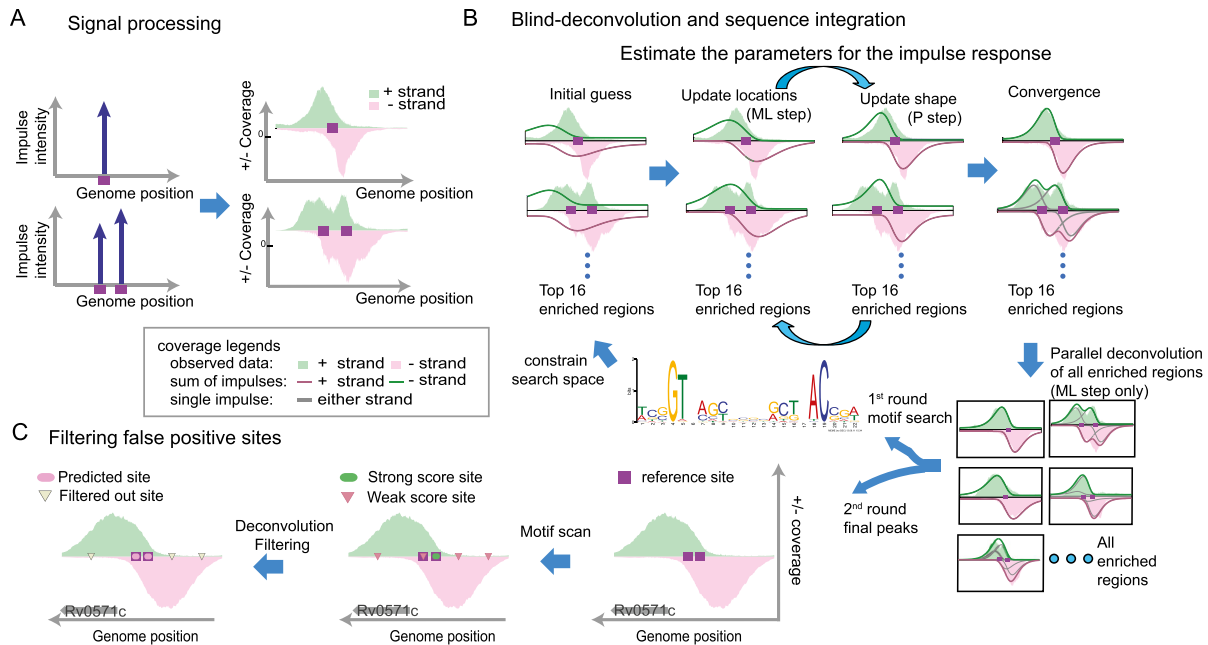 A
Signal processing
Impulse
intensity
Genome position
+/- Coverage
0
+ strand
- strand
Genome position
Impulse
intensity
Genome position
+/- Coverage
0
Genome position
coverage legends
observed data: + strand - strand
sum of impulses: + strand - strand
single impulse: either strand
B
Blind-deconvolution and sequence integration
Estimate the parameters for the impulse response
Initial guess
Update locations
(ML step)
Update shape
(P step)
Convergence
Top 16
enriched regions
Top 16
enriched regions
Top 16
enriched regions
Top 16
enriched regions
constrain
search space
1st round
motif search
2nd round
final peaks
Parallel deconvolution
of all enriched regions
(ML step only)
All
enriched
regions
C
Filtering false positive sites
Predicted site
Filtered out site
Strong score site
Weak score site
reference site
Deconvolution
Filtering
Motif scan
+/- coverage
Rv0571c
Genome position
Rv0571c
Genome position
Rv0571c
Genome position